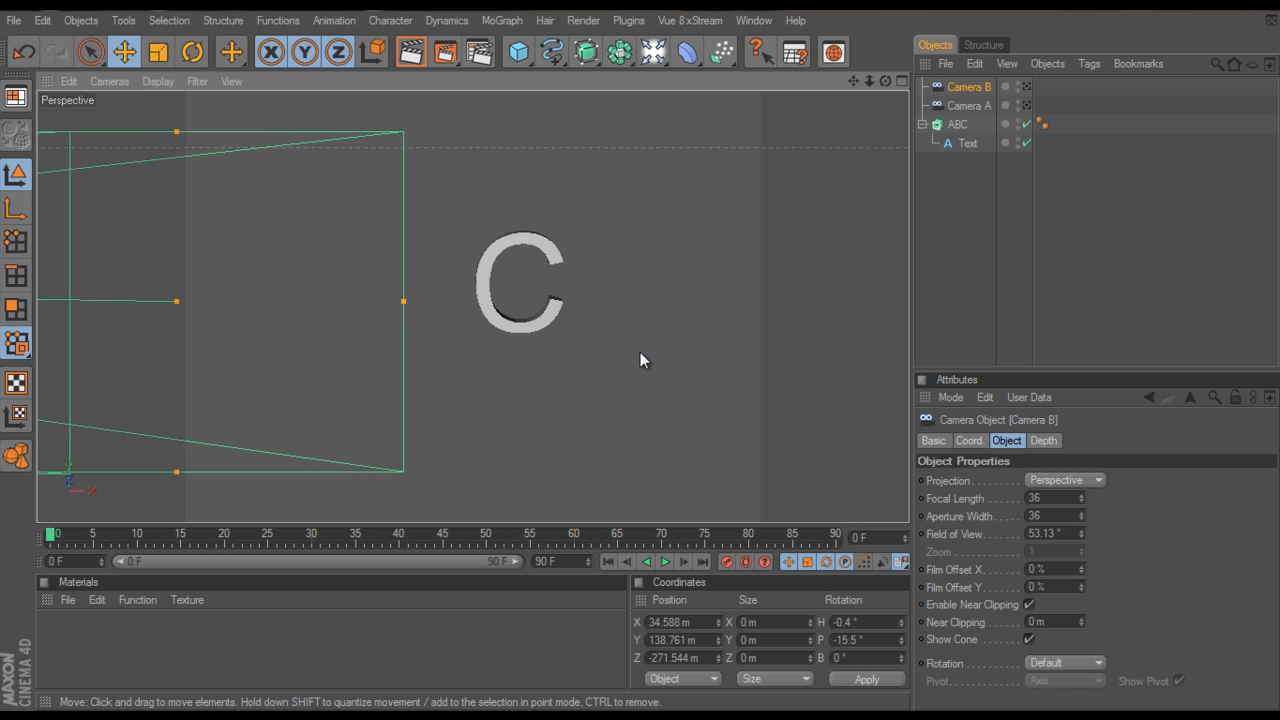 File Edit Objects Tools Selection Structure Functions Animation Character Dynamics MoGraph Hair Render Plugins Vue 8 xStream Window Help
X Y Z
Objects Structure
File Edit View Objects Tags Bookmarks
Edit Cameras Display Filter View
Perspective
Camera B
Camera A
ABC
A Text
C
Y
Z
X
Attributes
Mode Edit User Data
Camera Object [Camera B]
Basic Coord. Object Depth
Object Properties
Projection . . . . . . . . Perspective
Focal Length . . . . . 36
Aperture Width . . . . 36
Field of View. . . . . . 53.13 °
Zoom . . . . . . . . . . . 1
Film Offset X. . . . . . 0 %
Film Offset Y. . . . . . 0 %
Enable Near Clipping
Near Clipping . . . . . 0 m
Show Cone . . . . . .
Rotation . . . . . . . . . Default
Pivot. . . . . . . . . . . . Axis Show Pivot
0 5 10 15 20 25 30 35 40 45 50 55 60 65 70 75 80 85 90 0 F
0 F 0 F 90 F 90 F P
Materials
File Edit Function Texture
Coordinates
Position Size Rotation
X 34.588 m X 0 m H -0.4 °
Y 138.761 m Y 0 m P -15.5 °
Z -271.544 m Z 0 m B 0 °
Object Size Apply
MAXON
CINEMA 4D
Move: Click and drag to move elements. Hold down SHIFT to quantize movement / add to the selection in point mode, CTRL to remove.